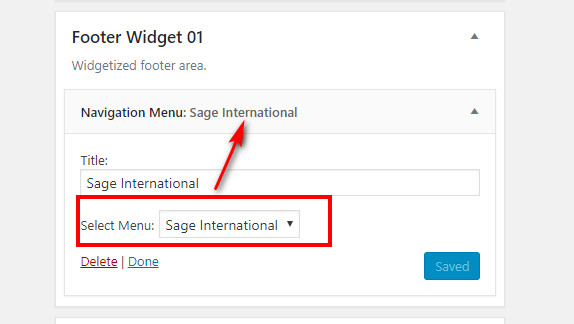 Footer Widget 01
Widgetized footer area.
Navigation Menu: Sage International
Title:
Sage International
Select Menu: Sage International
Delete | Done
Saved